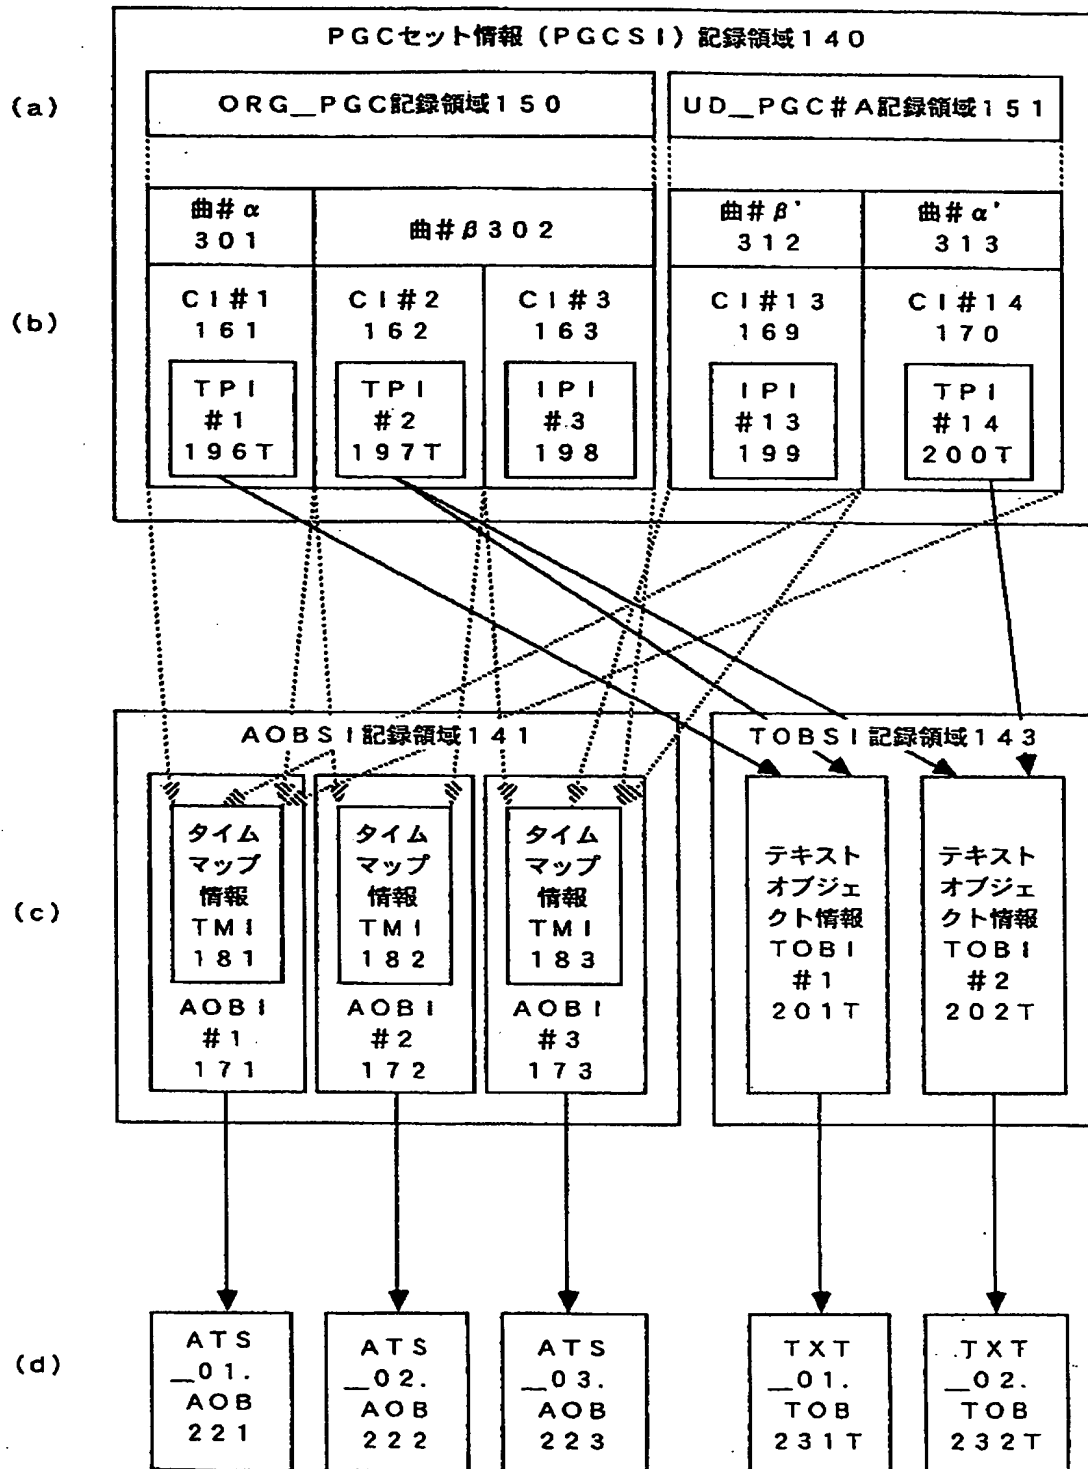 PGCセット情報(PGCSI)記録領域140
(a)
ORG__PGC記録領域150
UD__PGC#A記録領域151
曲#α
301
曲#β302
曲#β'
312
曲#α'
313
(b)
CI#1
161
CI#2
162
CI#3
163
CI#13
169
CI#14
170
TPI
#1
196T
TPI
#2
197T
IPI
#3
198
IPI
#13
199
TPI
#14
200T
AOBSI記録領域141
TOBSI記録領域143
(c)
タイム
マップ
情報
TMI
181
AOBI
#1
171
タイム
マップ
情報
TMI
182
AOBI
#2
172
タイム
マップ
情報
TMI
183
AOBI
#3
173
テキスト
オブジェ
クト情報
TOBI
#1
201T
テキスト
オブジェ
クト情報
TOBI
#2
202T
(d)
ATS
__01.
AOB
221
ATS
__02.
AOB
222
ATS
__03.
AOB
223
TXT
__01.
TOB
231T
TXT
__02.
TOB
232T